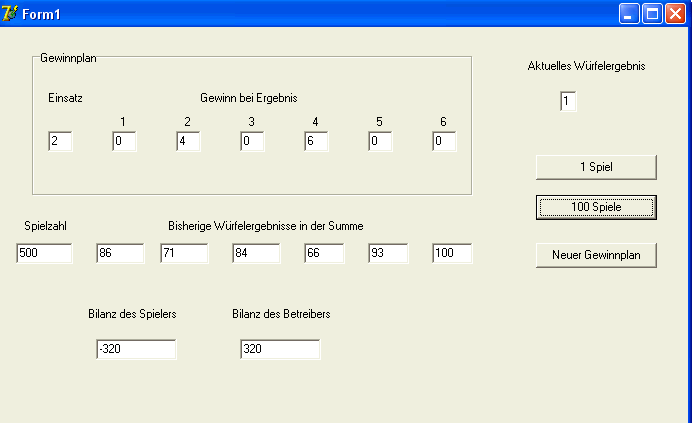 Form1
Gewinnplan
Aktuelles Würfelergebnis
Einsatz Gewinn bei Ergebnis
1
1 2 3 4 5 6
2 0 4 0 6 0 0
1 Spiel
100 Spiele
Spielzahl Bisherige Würfelergebnisse in der Summe
500 86 71 84 66 93 100
Neuer Gewinnplan
Bilanz des Spielers Bilanz des Betreibers
-320 320